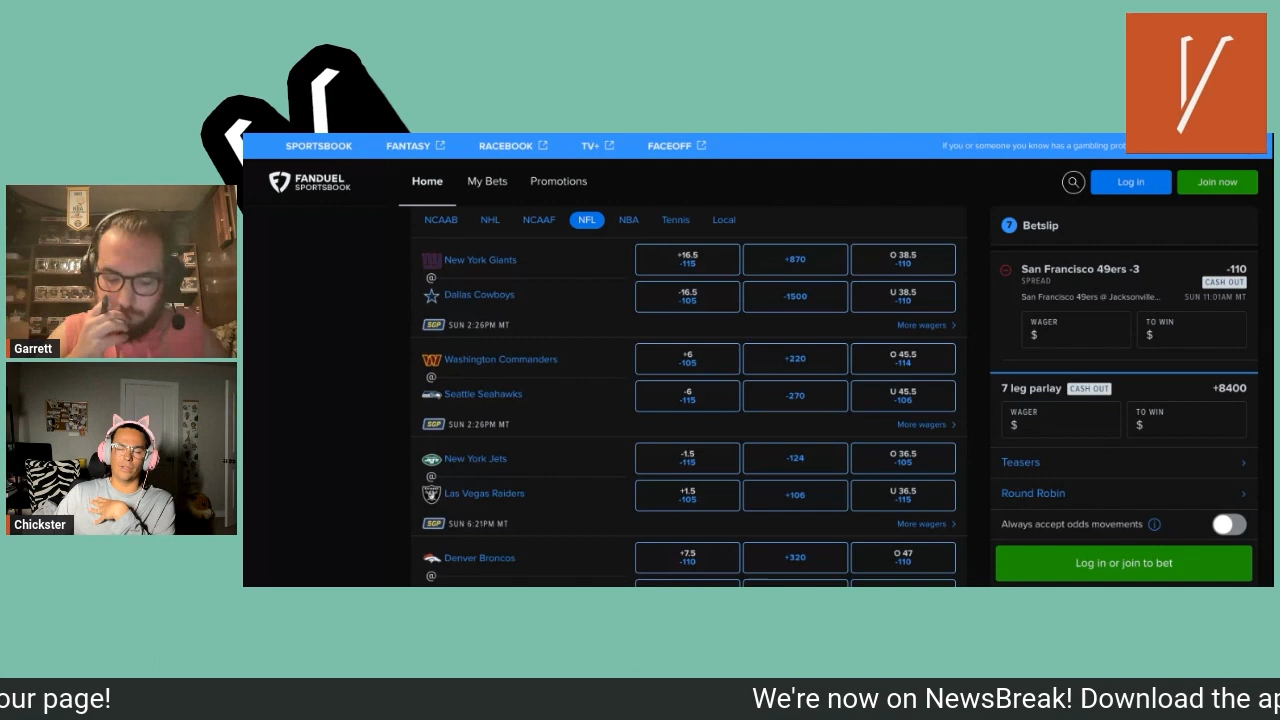 SPORTSBOOK FANTASY RACEBOOK TV+ FACEOFF If you or someone you know has a gambling
FANDUEL
SPORTSBOOK
Home My Bets Promotions Log in Join now
NCAAB NHL NCAAF NFL NBA Tennis Local
7 Betslip
New York Giants +16.5 -115 +870 O 38.5 -110
@
Dallas Cowboys -16.5 -105 -1500 U 38.5 -110
SGP SUN 2:26PM MT More wagers
Washington Commanders +6 -105 +220 O 45.5 -114
@
Seattle Seahawks -6 -115 -270 U 45.5 -106
SGP SUN 2:26PM MT More wagers
New York Jets -1.5 -115 -124 O 36.5 -105
@
Las Vegas Raiders +1.5 -105 +106 U 36.5 -115
SGP SUN 6:21PM MT More wagers
Denver Broncos +7.5 -110 +320 O 47 -110
@
San Francisco 49ers -3 -110
SPREAD CASH OUT
San Francisco 49ers @ Jacksonville... SUN 11:01AM MT
WAGER TO WIN
$ $
7 leg parlay CASH OUT +8400
WAGER TO WIN
$ $
Teasers
Round Robin
Always accept odds movements
Log in or join to bet
Garrett
Chickster
our page! We're now on NewsBreak! Download the